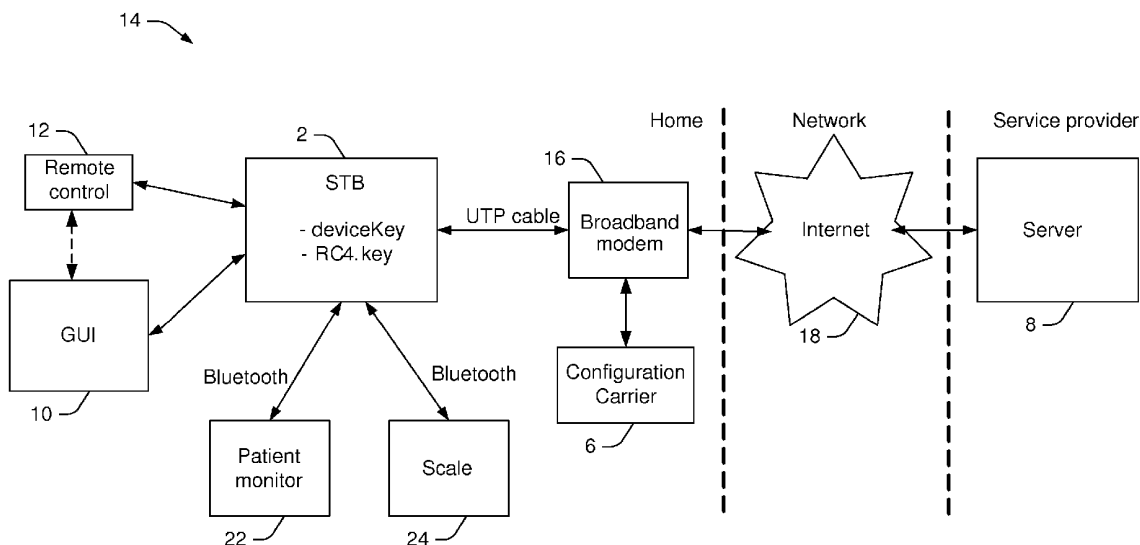 14
Home
Network
Service provider
12
2
16
Remote
control
STB
- deviceKey
- RC4.key
UTP cable
Broadband
modem
Internet
Server
GUI
18
8
Bluetooth
Bluetooth
Configuration
Carrier
10
6
Patient
monitor
Scale
22
24